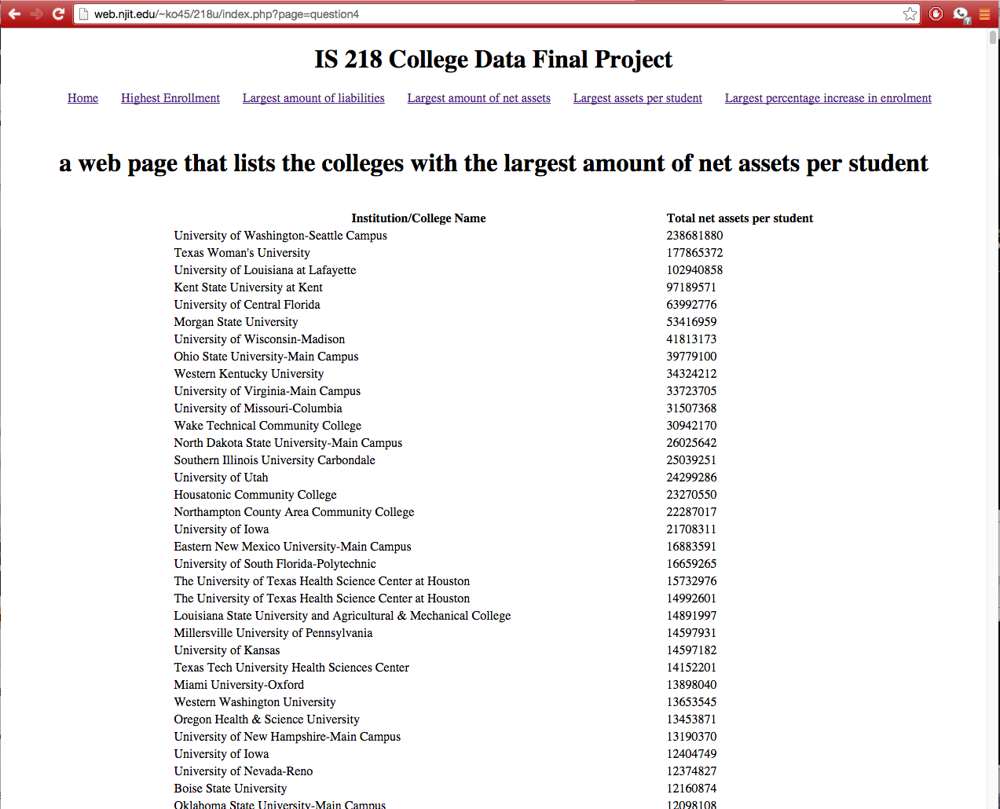 web.njit.edu/~ko45/218u/index.php?page=question4
IS 218 College Data Final Project
Home Highest Enrollment Largest amount of liabilities Largest amount of net assets Largest assets per student Largest percentage increase in enrolment
a web page that lists the colleges with the largest amount of net assets per student
Institution/College Name Total net assets per student
University of Washington-Seattle Campus 238681880
Texas Woman's University 177865372
University of Louisiana at Lafayette 102940858
Kent State University at Kent 97189571
University of Central Florida 63992776
Morgan State University 53416959
University of Wisconsin-Madison 41813173
Ohio State University-Main Campus 39779100
Western Kentucky University 34324212
University of Virginia-Main Campus 33723705
University of Missouri-Columbia 31507368
Wake Technical Community College 30942170
North Dakota State University-Main Campus 26025642
Southern Illinois University Carbondale 25039251
University of Utah 24299286
Housatonic Community College 23270550
Northampton County Area Community College 22287017
University of Iowa 21708311
Eastern New Mexico University-Main Campus 16883591
University of South Florida-Polytechnic 16659265
The University of Texas Health Science Center at Houston 15732976
The University of Texas Health Science Center at Houston 14992601
Louisiana State University and Agricultural & Mechanical College 14891997
Millersville University of Pennsylvania 14597931
University of Kansas 14597182
Texas Tech University Health Sciences Center 14152201
Miami University-Oxford 13898040
Western Washington University 13653545
Oregon Health & Science University 13453871
University of New Hampshire-Main Campus 13190370
University of Iowa 12404749
University of Nevada-Reno 12374827
Boise State University 12160874
Oklahoma State University-Main Campus 12098108